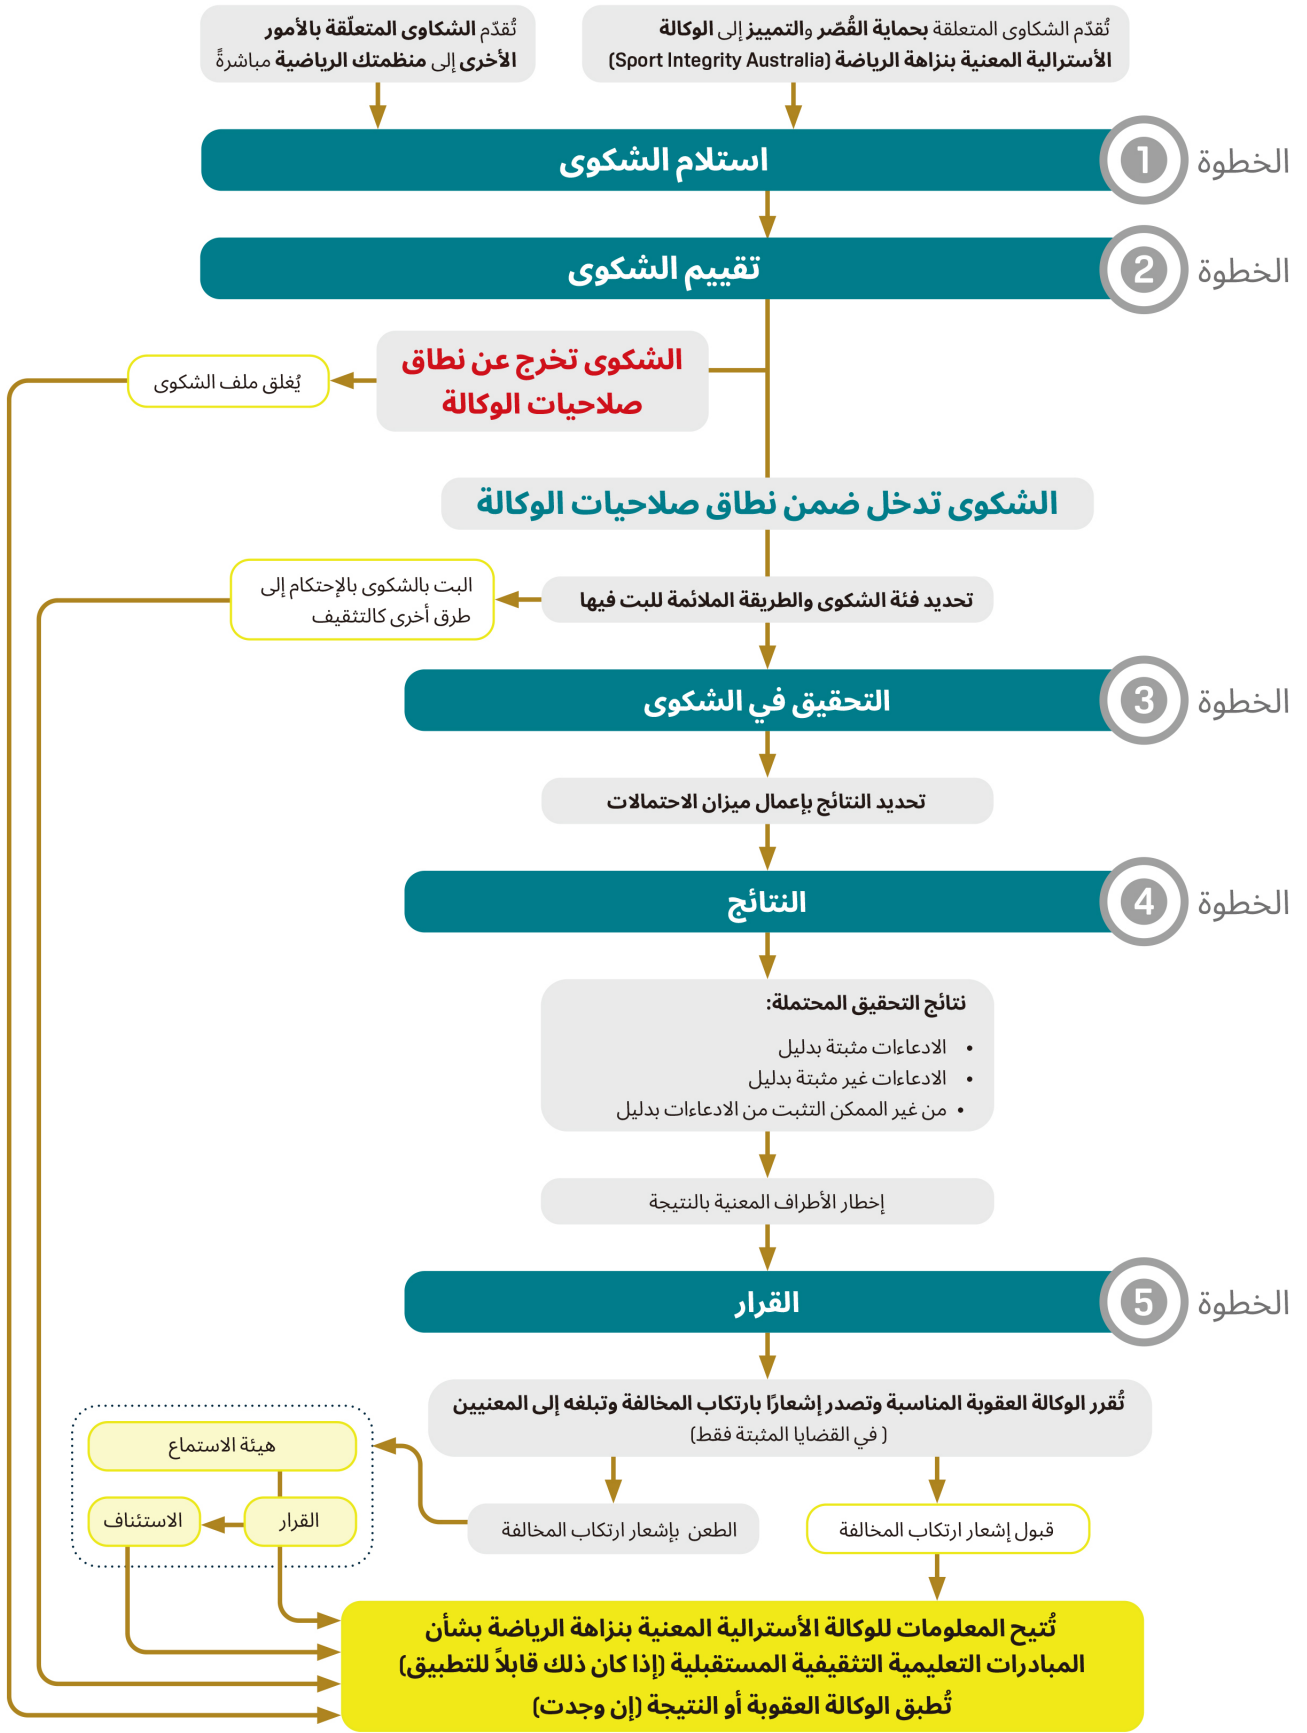 تُقدّم الشكاوى المتعلقة بحماية القُصّر والتمييز إلى الوكالة
الأسترالية المعنية بنزاهة الرياضة (Sport Integrity Australia)
تُقدّم الشكاوى المتعلّقة بالأمور
الأخرى إلى منظمتك الرياضية مباشرةً
الخطوة 1
استلام الشكوى
الخطوة 2
تقييم الشكوى
الشكوى تخرج عن نطاق
صلاحيات الوكالة
يُغلق ملف الشكوى
الشكوى تدخل ضمن نطاق صلاحيات الوكالة
تحديد فئة الشكوى والطريقة الملائمة للبت فيها
البت بالشكوى بالإحتكام إلى
طرق أخرى كالتثقيف
الخطوة 3
التحقيق في الشكوى
تحديد النتائج بإعمال ميزان الاحتمالات
الخطوة 4
النتائج
نتائج التحقيق المحتملة:
• الادعاءات مثبتة بدليل
• الادعاءات غير مثبتة بدليل
• من غير الممكن التثبت من الادعاءات بدليل
إخطار الأطراف المعنية بالنتيجة
الخطوة 5
القرار
تُقرر الوكالة العقوبة المناسبة وتصدر إشعارًا بارتكاب المخالفة وتبلغه إلى المعنيين
( في القضايا المثبتة فقط)
قبول إشعار ارتكاب المخالفة
الطعن بإشعار ارتكاب المخالفة
هيئة الاستماع
القرار
الاستئناف
تُتيح المعلومات للوكالة الأسترالية المعنية بنزاهة الرياضة بشأن
المبادرات التعليمية التثقيفية المستقبلية (إذا كان ذلك قابلاً للتطبيق)
تُطبق الوكالة العقوبة أو النتيجة (إن وجدت)